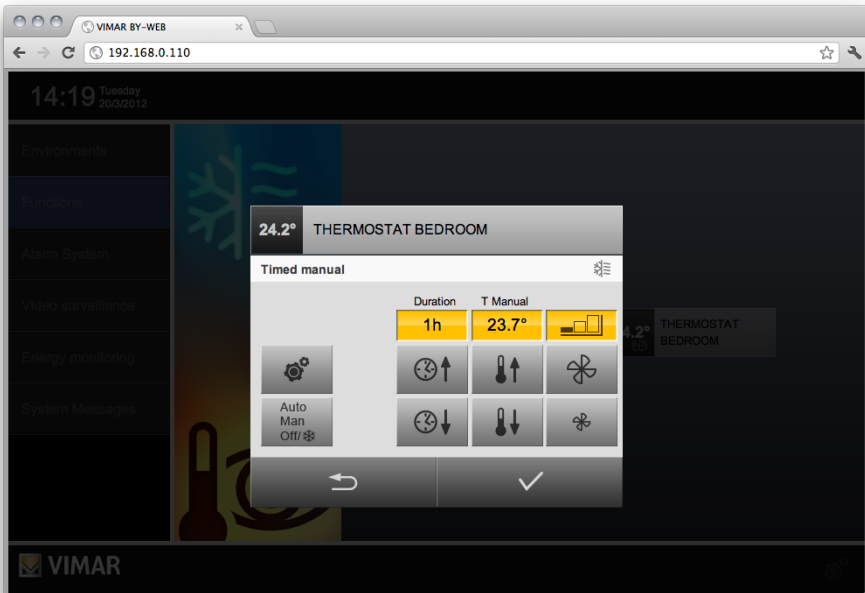 VIMAR BY-WEB
192.168.0.110
14:19 Tuesday
20/3/2012
Environments
Functions
Alarm System
Video surveillance
Energy monitoring
System Messages
24.2° THERMOSTAT BEDROOM
Timed manual
Duration T Manual
1h 23.7°
Auto
Man
Off/
4.2° THERMOSTAT
BEDROOM
VIMAR